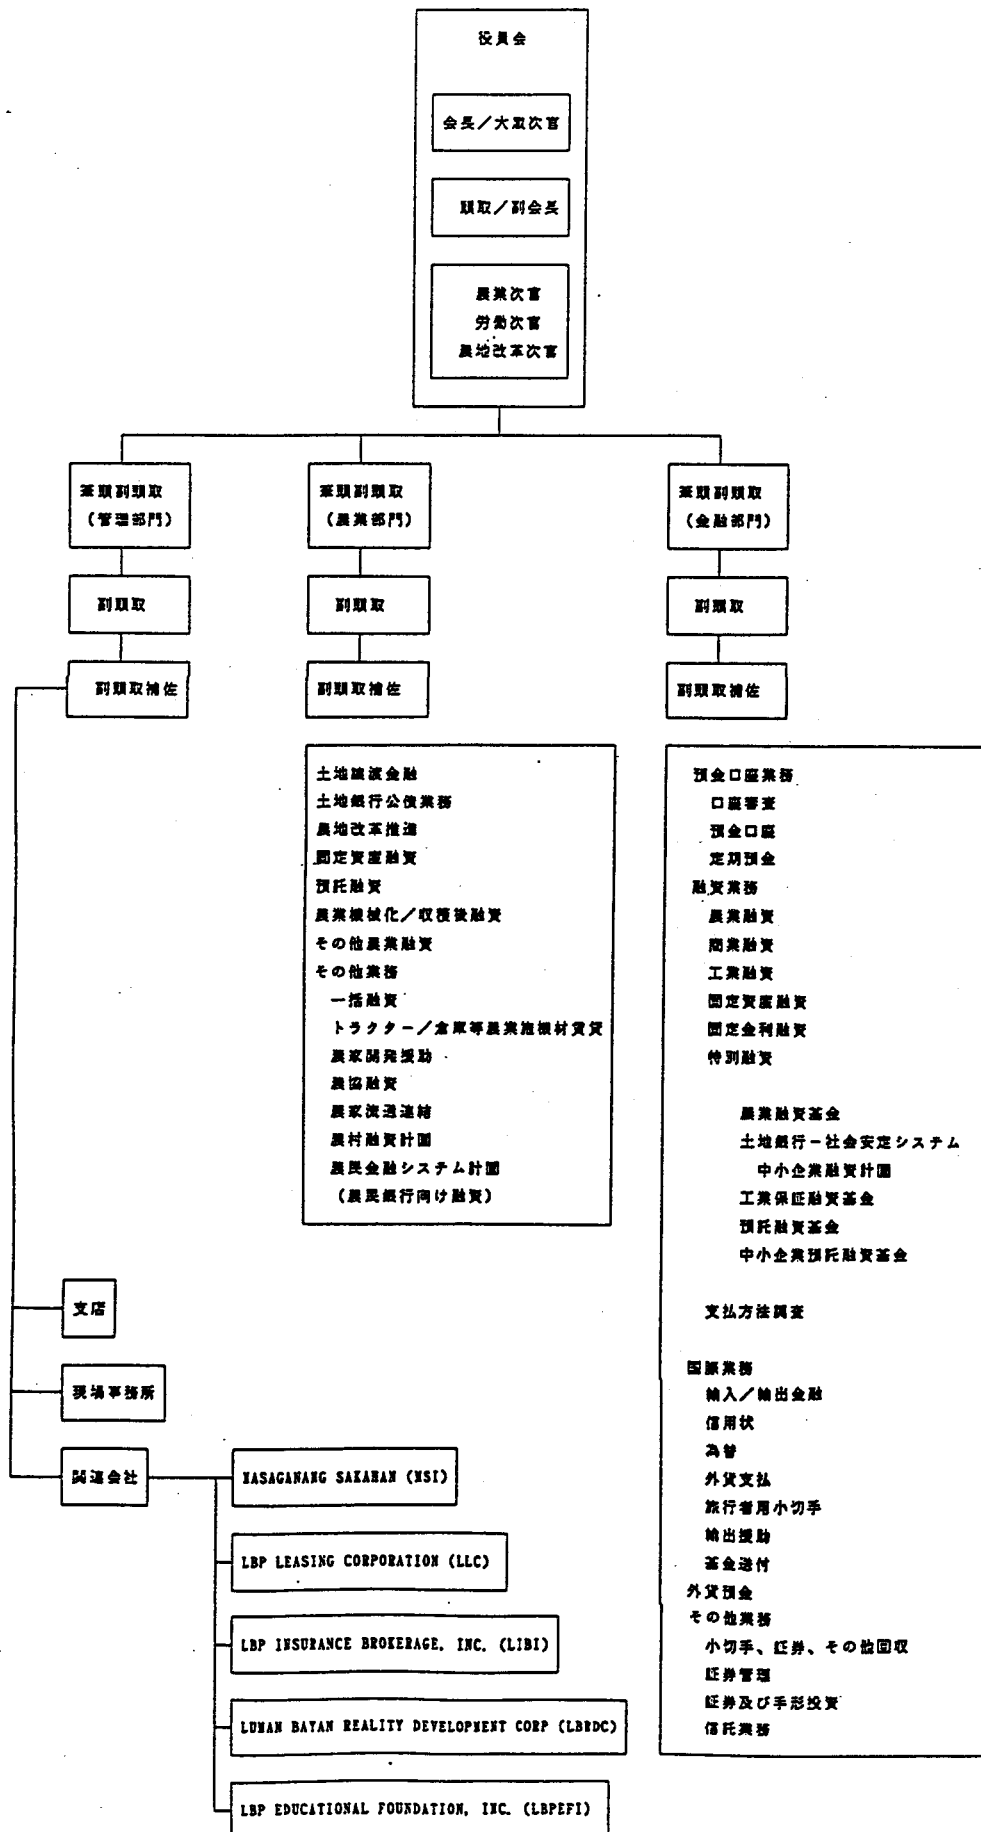 役員会
会長／大蔵次官
頭取／副会長
農業次官
労働次官
農地改革次官
筆頭副頭取
（管理部門）
筆頭副頭取
（農業部門）
筆頭副頭取
（金融部門）
副頭取
副頭取
副頭取
副頭取補佐
副頭取補佐
副頭取補佐
土地譲渡金融
土地銀行公債業務
農地改革推進
固定資産融資
預託融資
農業機械化／収穫後融資
その他農業融資
その他業務
一括融資
トラクター／倉庫等農業施機材賃貸
農家開発援助
農協融資
農家流通連結
農村融資計画
農民金融システム計画
（農民銀行向け融資）
預金口座業務
口座審査
預金口座
定期預金
融資業務
農業融資
商業融資
工業融資
固定資産融資
固定金利融資
特別融資
農業融資基金
土地銀行－社会安定システム
中小企業融資計画
工業保証融資基金
預託融資基金
中小企業預託融資基金
支払方法調査
国際業務
輸入／輸出金融
信用状
為替
外貨支払
旅行者用小切手
輸出援助
基金送付
外貨預金
その他業務
小切手、証券、その他回収
証券管理
証券及び手形投資
信託業務
支店
現場事務所
関連会社
MASAGANANG SAKAHAN (MSI)
LBP LEASING CORPORATION (LLC)
LBP INSURANCE BROKERAGE, INC. (LIBI)
LUMAN BAYAN REALITY DEVELOPMENT CORP (LBRDC)
LBP EDUCATIONAL FOUNDATION, INC. (LBPEFI)